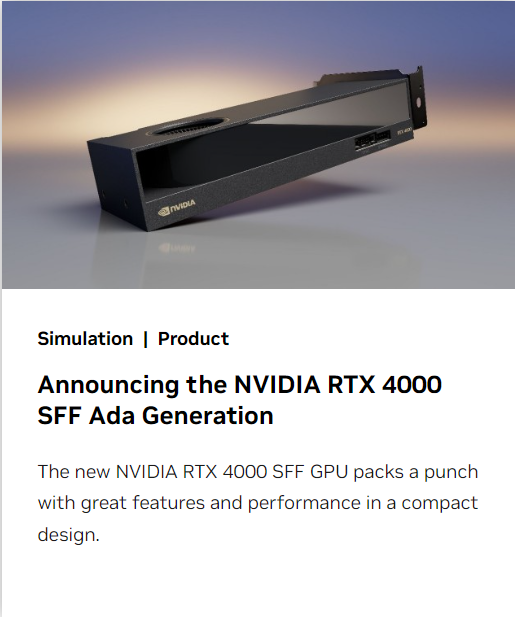 NVIDIA
RTX 4000
Simulation | Product
Announcing the NVIDIA RTX 4000
SFF Ada Generation
The new NVIDIA RTX 4000 SFF GPU packs a punch
with great features and performance in a compact
design.